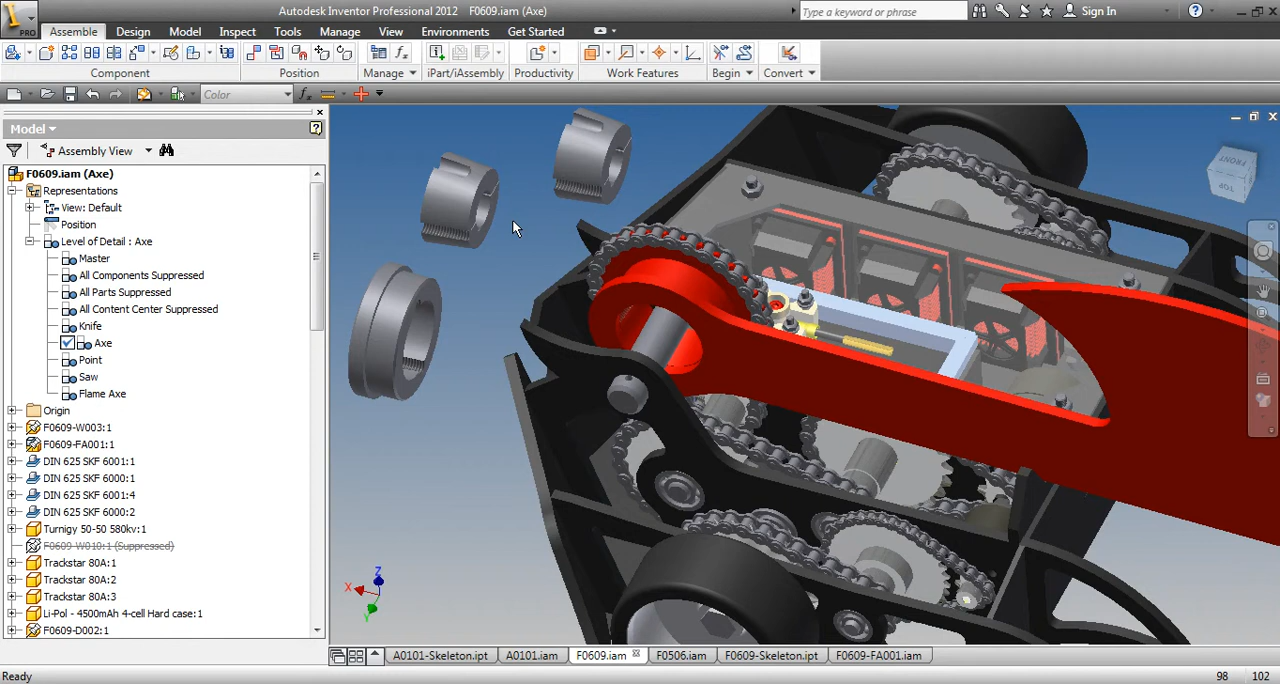 Autodesk Inventor Professional 2012 F0609.iam (Axe)
Type a keyword or phrase
Sign In
PRO
Assemble Design Model Inspect Tools Manage View Environments Get Started
Component Position Manage iPart/iAssembly Productivity Work Features Begin Convert
Color
Model
Assembly View
F0609.iam (Axe)
Representations
View: Default
Position
Level of Detail : Axe
Master
All Components Suppressed
All Parts Suppressed
All Content Center Suppressed
Knife
Axe
Point
Saw
Flame Axe
Origin
F0609-W003:1
F0609-FA001:1
DIN 625 SKF 6001:1
DIN 625 SKF 6000:1
DIN 625 SKF 6001:4
DIN 625 SKF 6000:2
Turnigy 50-50 580kv:1
F0609-W010:1 (Suppressed)
Trackstar 80A:1
Trackstar 80A:2
Trackstar 80A:3
Li-Pol - 4500mAh 4-cell Hard case:1
F0609-D002:1
FRONT
TOP
X
Y
Z
A0101-Skeleton.ipt A0101.iam F0609.iam F0506.iam F0609-Skeleton.ipt F0609-FA001.iam
Ready
98 102